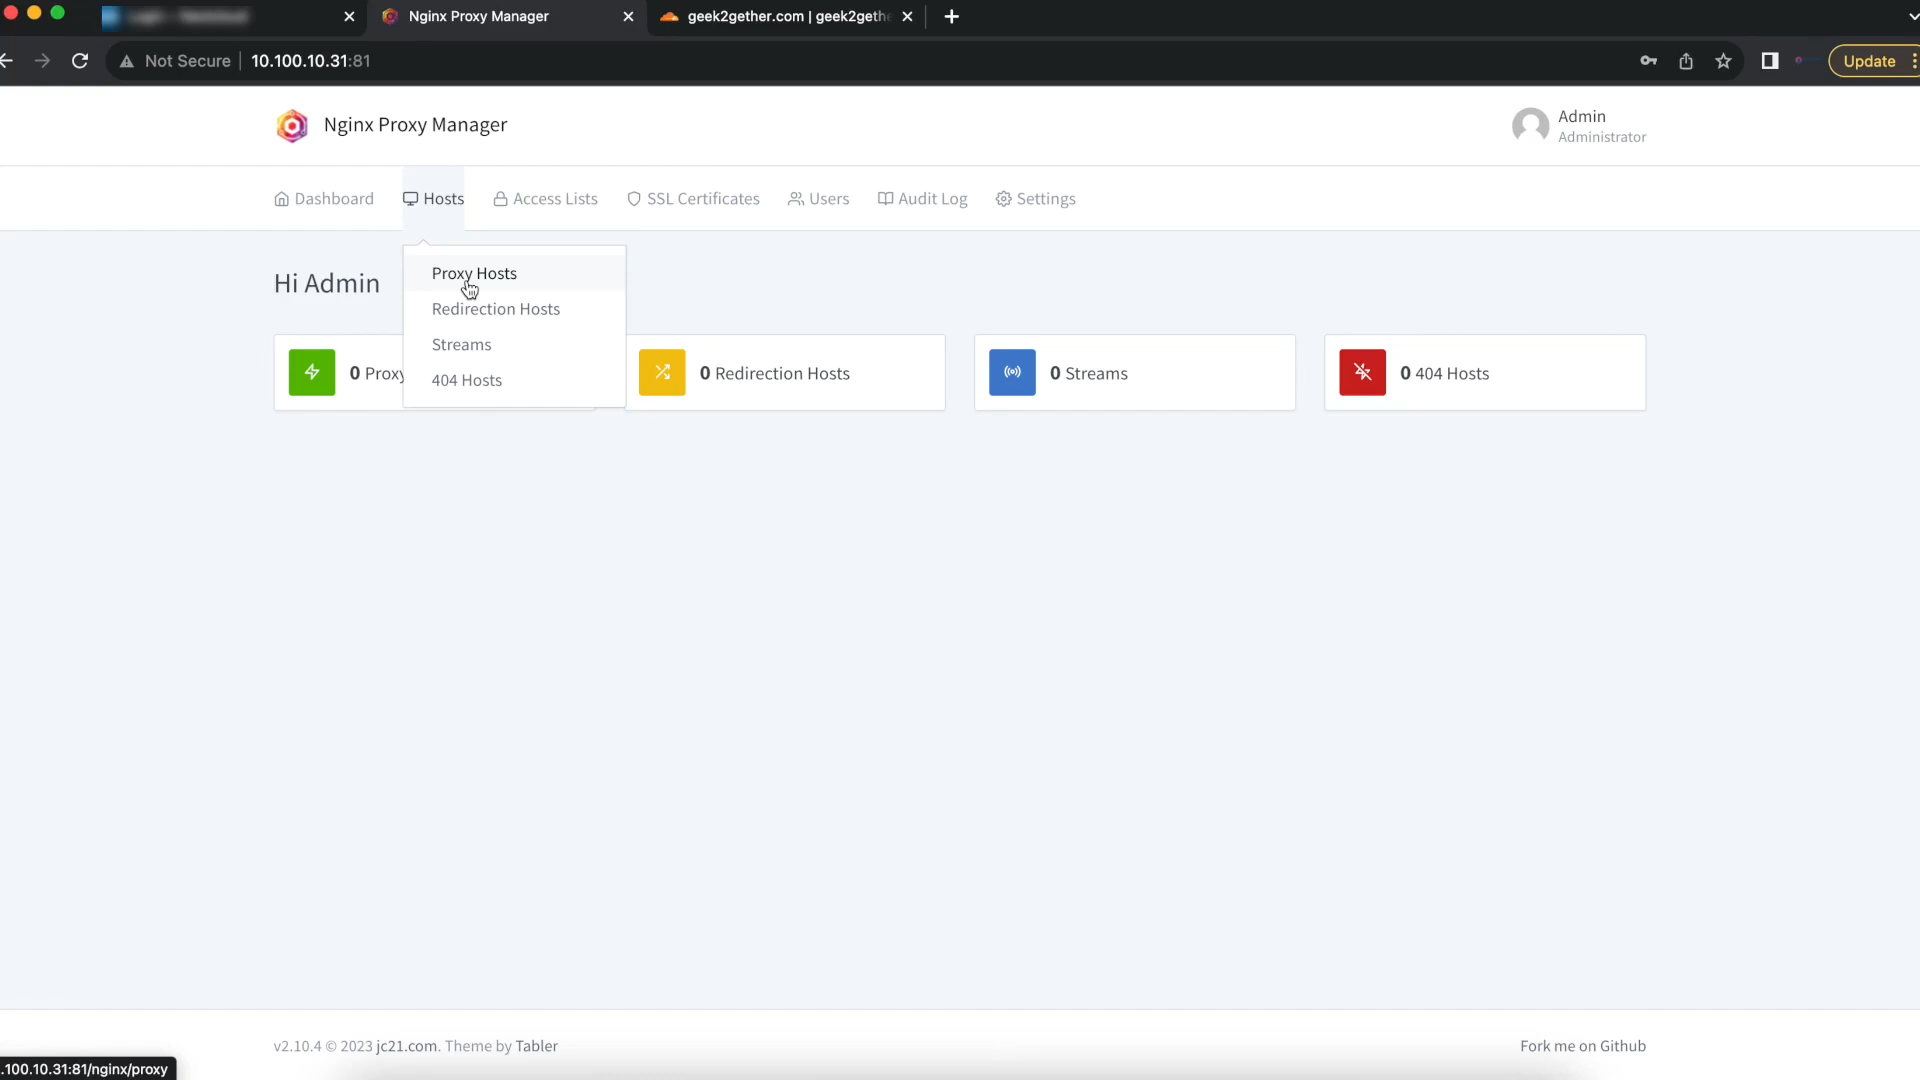 Nginx Proxy Manager
geek2gether.com | geek2geth
Not Secure
10.100.10.31:81
Update
Nginx Proxy Manager
Admin
Administrator
Dashboard
Hosts
Access Lists
SSL Certificates
Users
Audit Log
Settings
Hi Admin
Proxy Hosts
Redirection Hosts
Streams
404 Hosts
0 Proxy
0 Redirection Hosts
0 Streams
0 404 Hosts
v2.10.4 © 2023 jc21.com. Theme by Tabler
Fork me on Github
.100.10.31:81/nginx/proxy